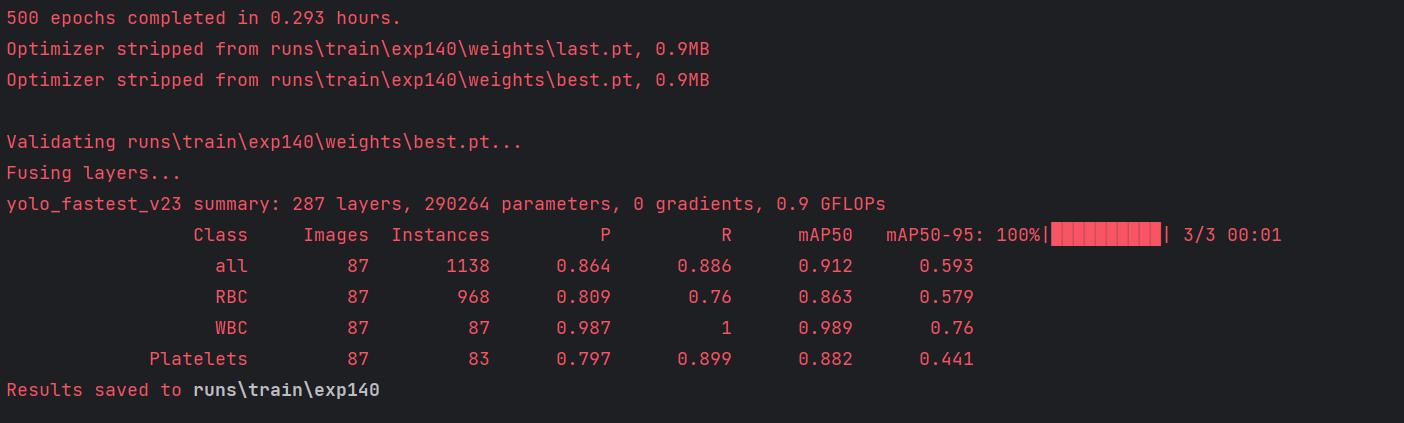 500 epochs completed in 0.293 hours.
Optimizer stripped from runs\train\exp140\weights\last.pt, 0.9MB
Optimizer stripped from runs\train\exp140\weights\best.pt, 0.9MB
Validating runs\train\exp140\weights\best.pt...
Fusing layers...
yolo_fastest_v23 summary: 287 layers, 290264 parameters, 0 gradients, 0.9 GFLOPs
Class Images Instances P R mAP50 mAP50-95: 100%|██████████| 3/3 00:01
all 87 1138 0.864 0.886 0.912 0.593
RBC 87 968 0.809 0.76 0.863 0.579
WBC 87 87 0.987 1 0.989 0.76
Platelets 87 83 0.797 0.899 0.882 0.441
Results saved to runs\train\exp140